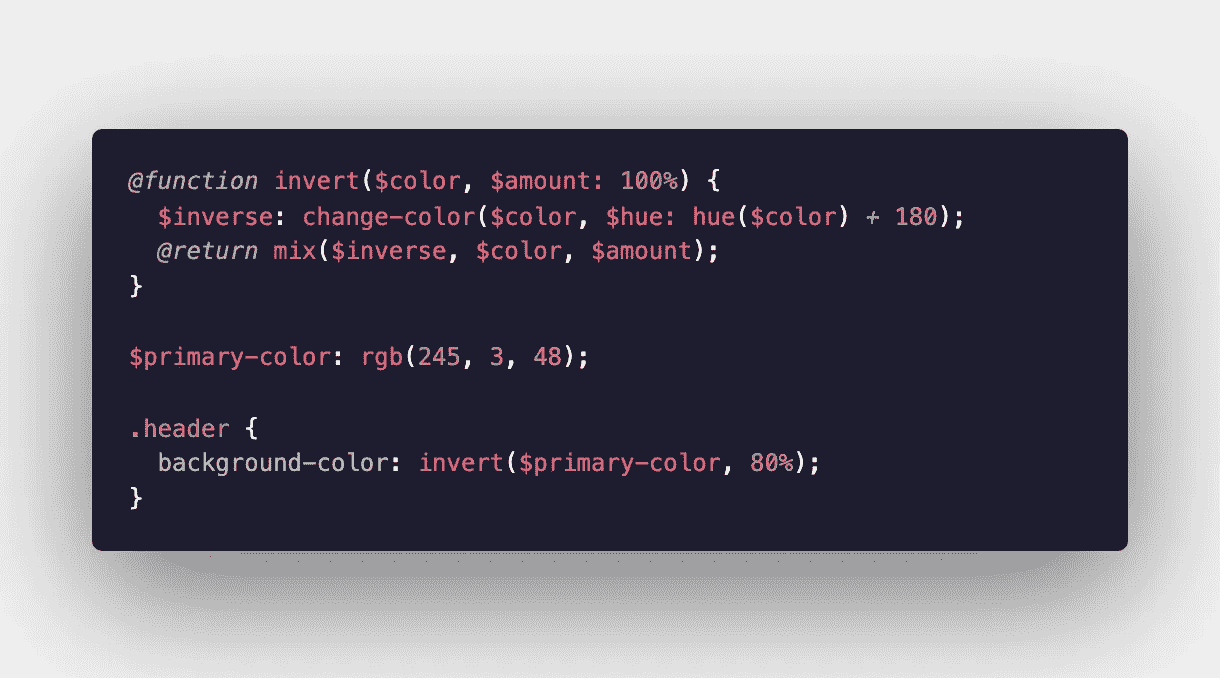 @function invert($color, $amount: 100%) {
  $inverse: change-color($color, $hue: hue($color) + 180);
  @return mix($inverse, $color, $amount);
}

$primary-color: rgb(245, 3, 48);

.header {
  background-color: invert($primary-color, 80%);
}